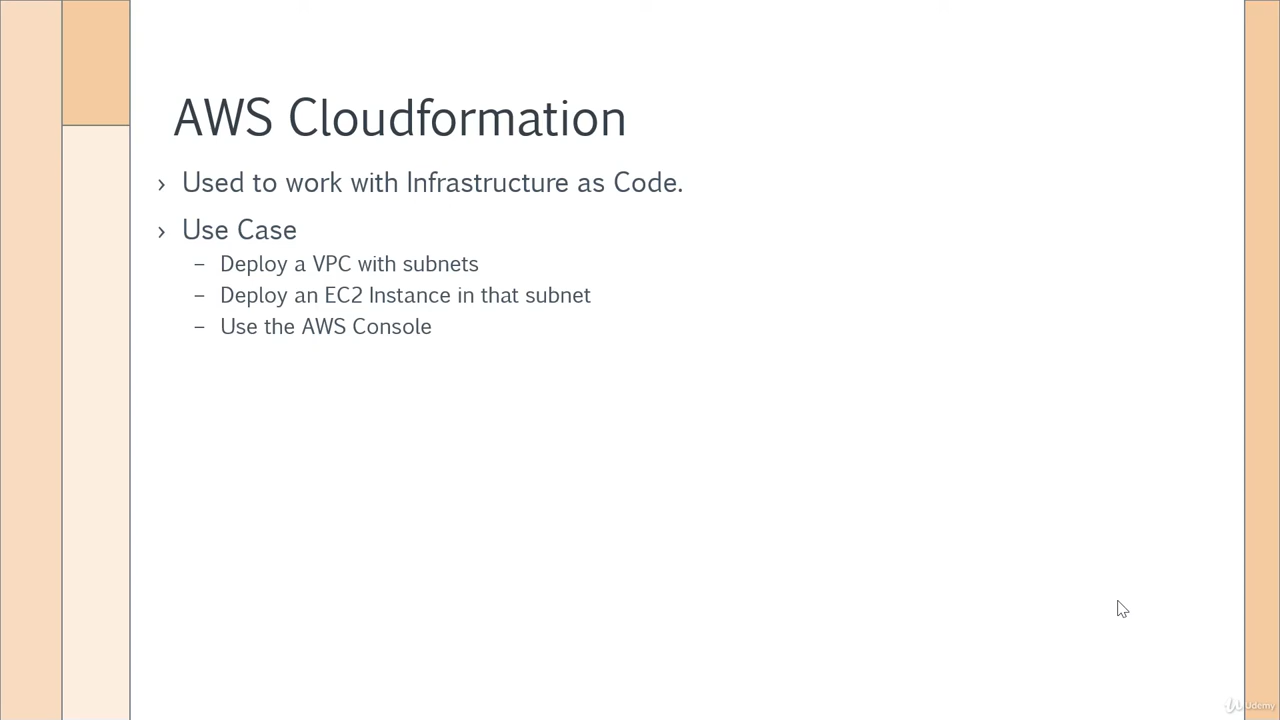 AWS Cloudformation
› Used to work with Infrastructure as Code.
› Use Case
– Deploy a VPC with subnets
– Deploy an EC2 Instance in that subnet
– Use the AWS Console
Udemy